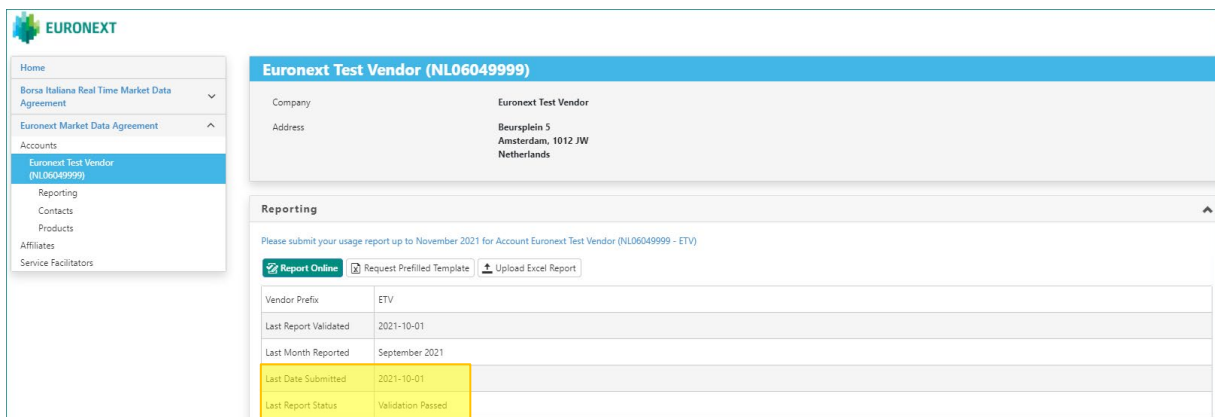 EURONEXT
Home
Borsa Italiana Real Time Market Data
Agreement
Euronext Market Data Agreement
Accounts
Euronext Test Vendor
(NL06049999)
Reporting
Contacts
Products
Affiliates
Service Facilitators
Euronext Test Vendor (NL06049999)
Company Euronext Test Vendor
Address Beursplein 5
Amsterdam, 1012 JW
Netherlands
Reporting
Please submit your usage report up to November 2021 for Account Euronext Test Vendor (NL06049999 - ETV)
Report Online Request Prefilled Template Upload Excel Report
Vendor Prefix ETV
Last Report Validated 2021-10-01
Last Month Reported September 2021
Last Date Submitted 2021-10-01
Last Report Status Validation Passed